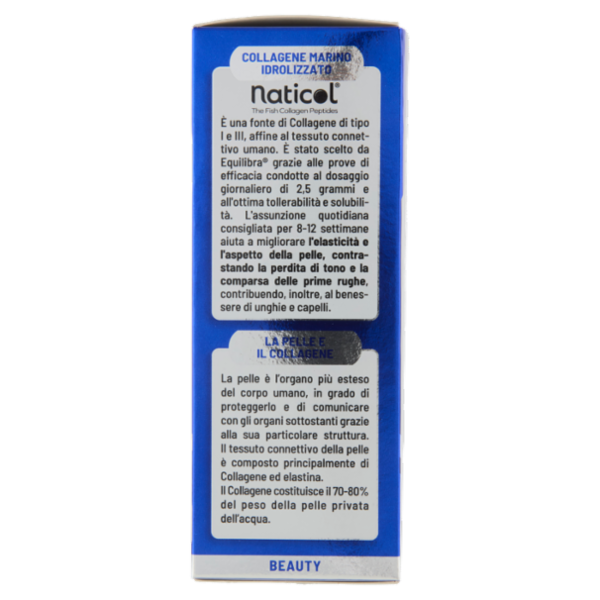 COLLAGENE MARINO
IDROLIZZATO
naticol®
The Fish Collagen Peptides
È una fonte di Collagene di tipo
I e III, affine al tessuto connet-
tivo umano. È stato scelto da
Equilibra® grazie alle prove di
efficacia condotte al dosaggio
giornaliero di 2,5 grammi e
all'ottima tollerabilità e solubili-
tà. L'assunzione quotidiana
consigliata per 8-12 settimane
aiuta a migliorare l'elasticità e
l'aspetto della pelle, contra-
stando la perdita di tono e la
comparsa delle prime rughe,
contribuendo, inoltre, al benes-
sere di unghie e capelli.
LA PELLE E
IL COLLAGENE
La pelle è l'organo più esteso
del corpo umano, in grado di
proteggerlo e di comunicare
con gli organi sottostanti grazie
alla sua particolare struttura.
Il tessuto connettivo della pelle
è composto principalmente di
Collagene ed elastina.
Il Collagene costituisce il 70-80%
del peso della pelle privata
dell'acqua.
BEAUTY